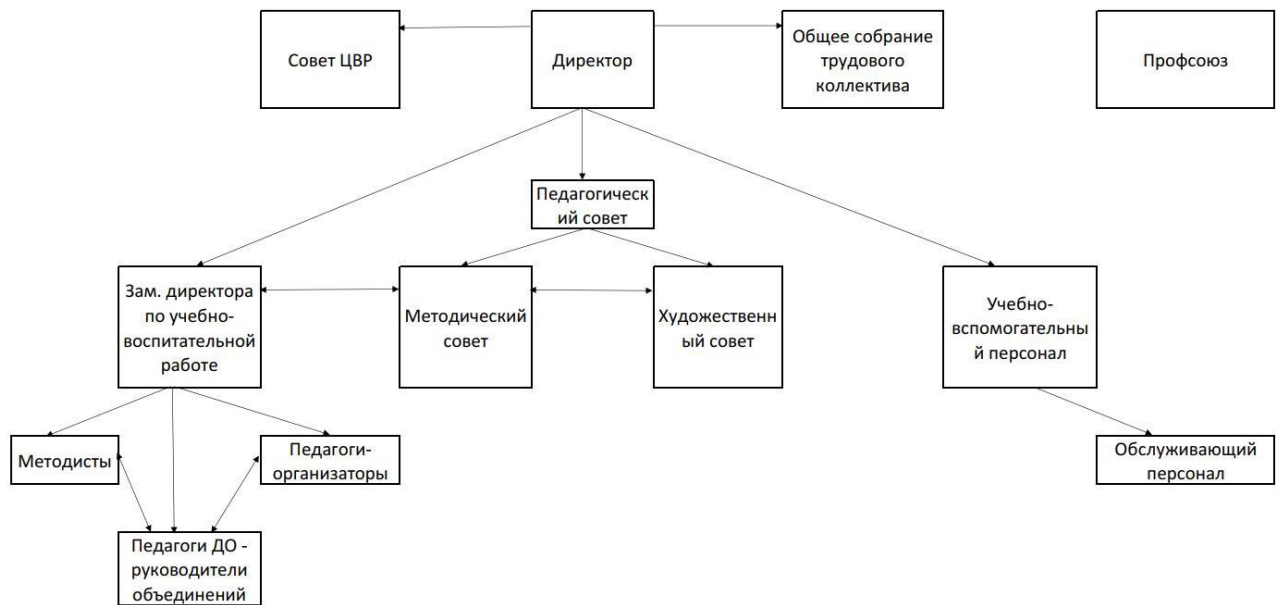 Совет ЦВР
Директор
Общее собрание
трудового
коллектива
Профсоюз
Педагогическ
ий совет
Зам. директора
по учебно-
воспитательной
работе
Методический
совет
Художественн
ый совет
Учебно-
вспомогательны
й персонал
Методисты
Педагоги-
организаторы
Обслуживающий
персонал
Педагоги ДО -
руководители
объединений